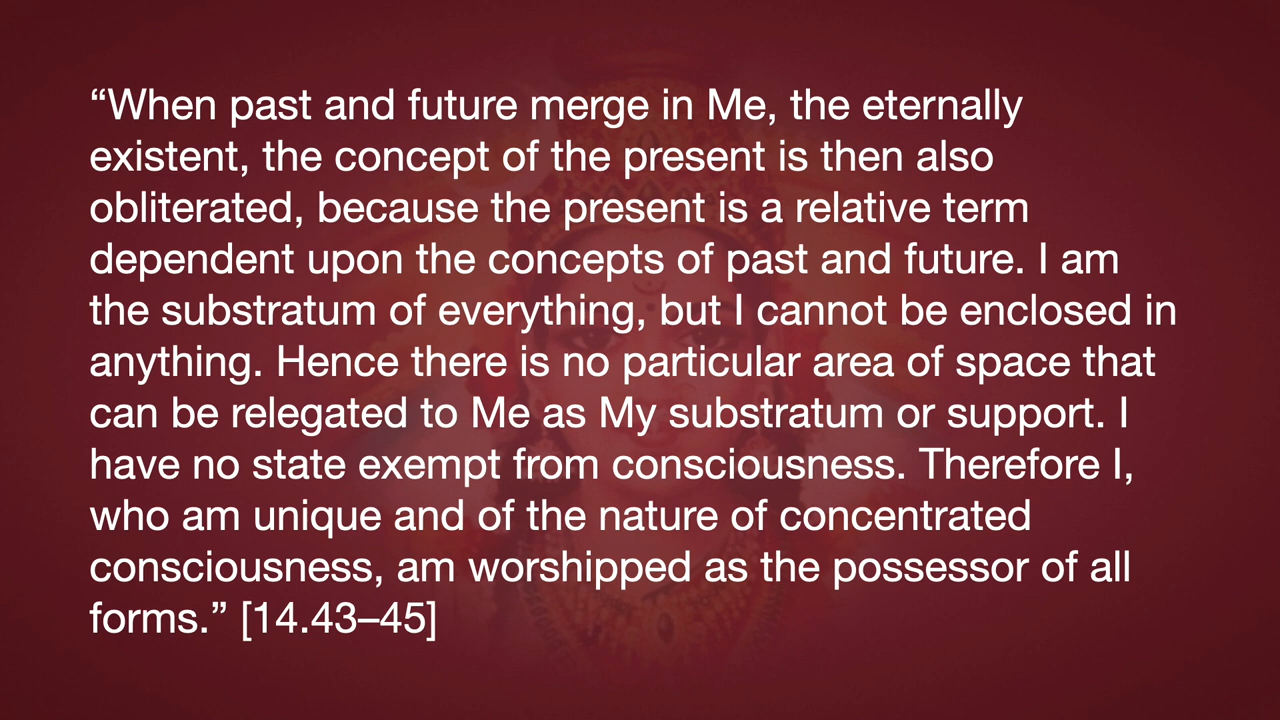 “When past and future merge in Me, the eternally
existent, the concept of the present is then also
obliterated, because the present is a relative term
dependent upon the concepts of past and future. I am
the substratum of everything, but I cannot be enclosed in
anything. Hence there is no particular area of space that
can be relegated to Me as My substratum or support. I
have no state exempt from consciousness. Therefore I,
who am unique and of the nature of concentrated
consciousness, am worshipped as the possessor of all
forms.” [14.43–45]